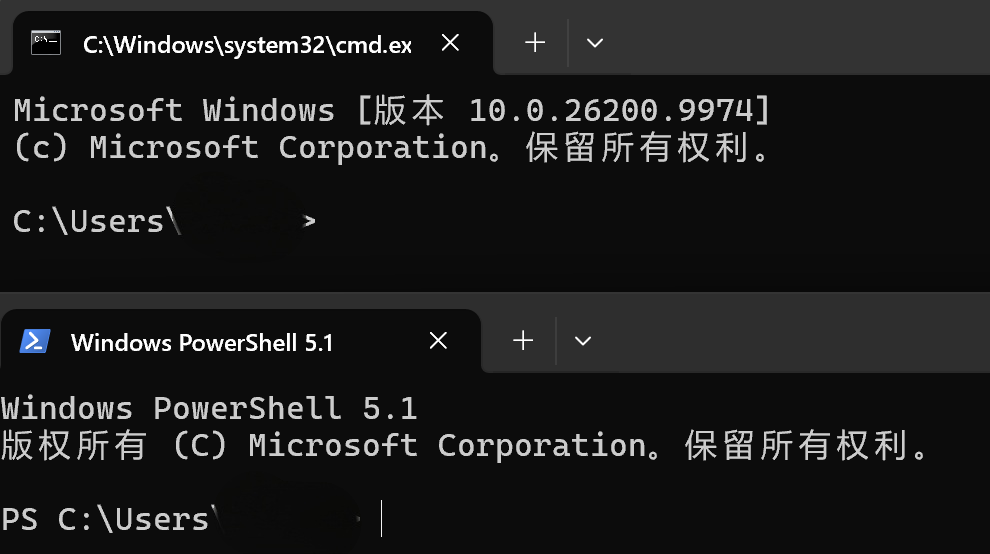 C:\Windows\system32\cmd.ex
Microsoft Windows [版本 10.0.26200.9974]
(c) Microsoft Corporation。保留所有权利。
C:\Users\>
Windows PowerShell 5.1
Windows PowerShell 5.1
版权所有 (C) Microsoft Corporation。保留所有权利。
PS C:\Users\